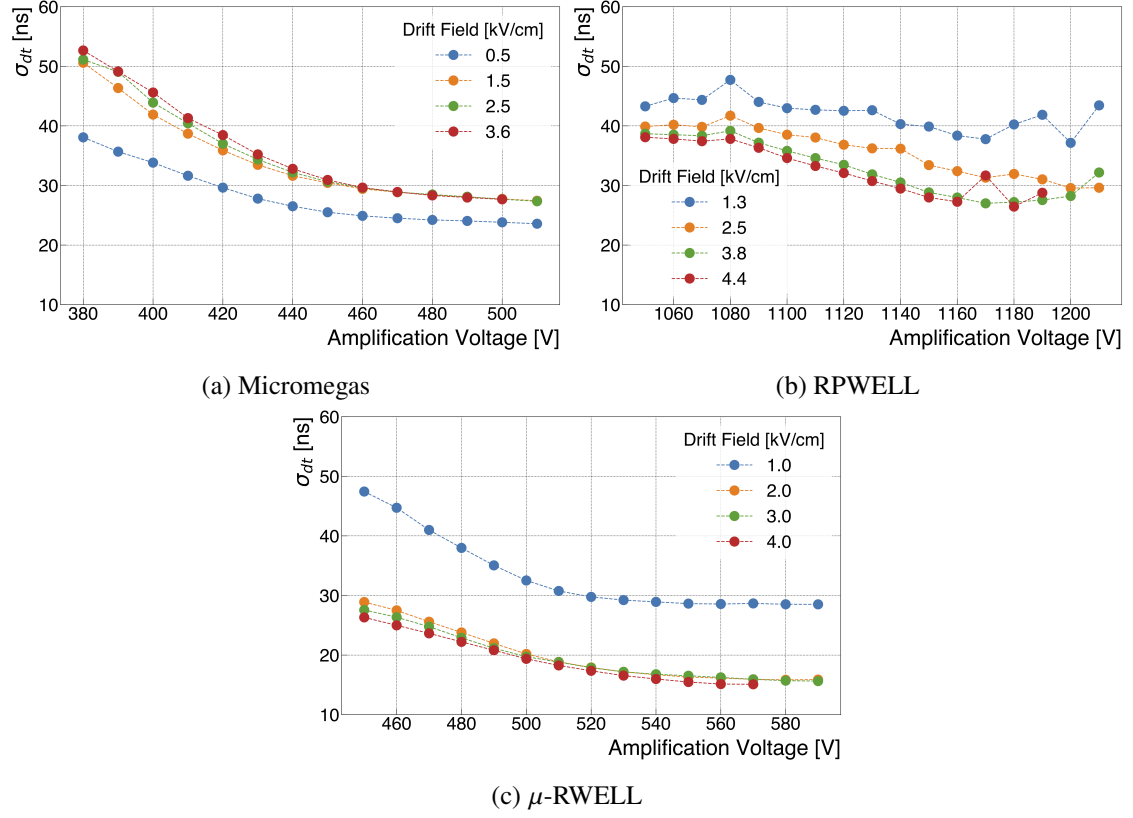 60
50
40
30
20
10
σdt [ns]
Drift Field [kV/cm]
0.5
1.5
2.5
3.6
380 400 420 440 460 480 500
Amplification Voltage [V]
(a) Micromegas
60
50
40
30
20
10
σdt [ns]
Drift Field [kV/cm]
1.3
2.5
3.8
4.4
1060 1080 1100 1120 1140 1160 1180 1200
Amplification Voltage [V]
(b) RPWELL
60
50
40
30
20
10
σdt [ns]
Drift Field [kV/cm]
1.0
2.0
3.0
4.0
460 480 500 520 540 560 580
Amplification Voltage [V]
(c) μ-RWELL